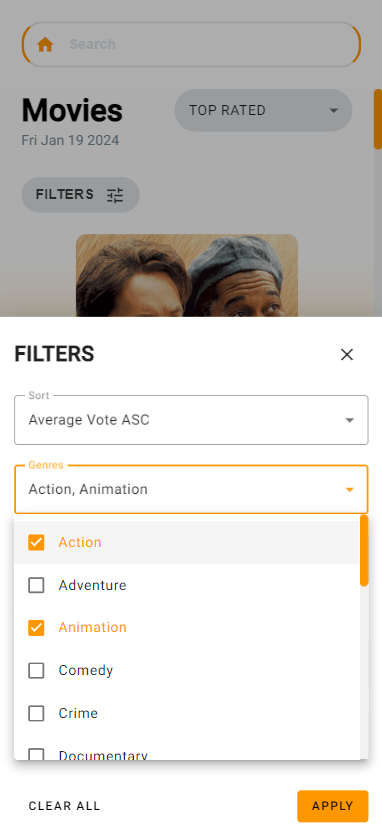 Search
Movies
TOP RATED
Fri Jan 19 2024
FILTERS
FILTERS
Sort
Average Vote ASC
Genres
Action, Animation
Action
Adventure
Animation
Comedy
Crime
Documentary
CLEAR ALL
APPLY